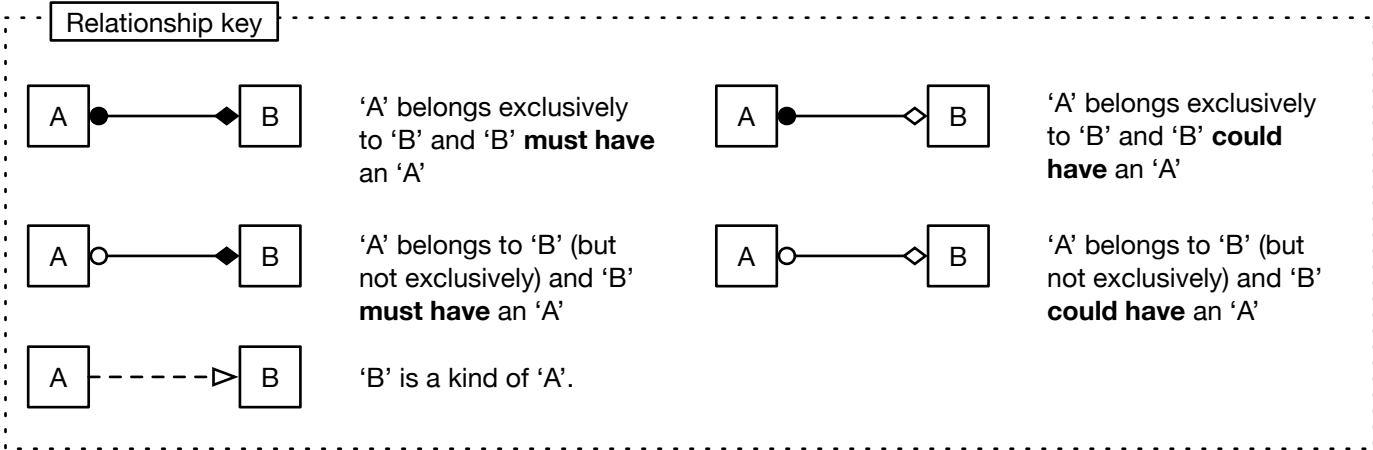 Relationship key
A B ‘A’ belongs exclusively
to ‘B’ and ‘B’ must have
an ‘A’
A B ‘A’ belongs exclusively
to ‘B’ and ‘B’ could
have an ‘A’
A B ‘A’ belongs to ‘B’ (but
not exclusively) and ‘B’
must have an ‘A’
A B ‘A’ belongs to ‘B’ (but
not exclusively) and ‘B’
could have an ‘A’
A B ‘B’ is a kind of ‘A’.